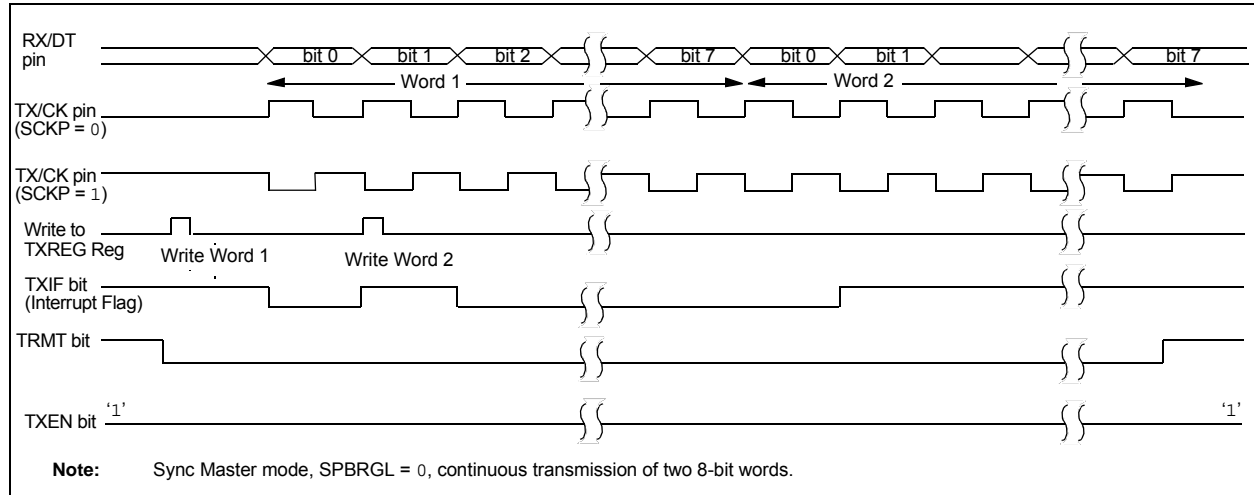 RX/DT
pin
bit 0 bit 1 bit 2 bit 7 bit 0 bit 1 bit 7
Word 1 Word 2
TX/CK pin
(SCKP = 0)
TX/CK pin
(SCKP = 1)
Write to
TXREG Reg
Write Word 1 Write Word 2
TXIF bit
(Interrupt Flag)
TRMT bit
TXEN bit ‘1’ ‘1’
Note: Sync Master mode, SPBRGL = 0, continuous transmission of two 8-bit words.